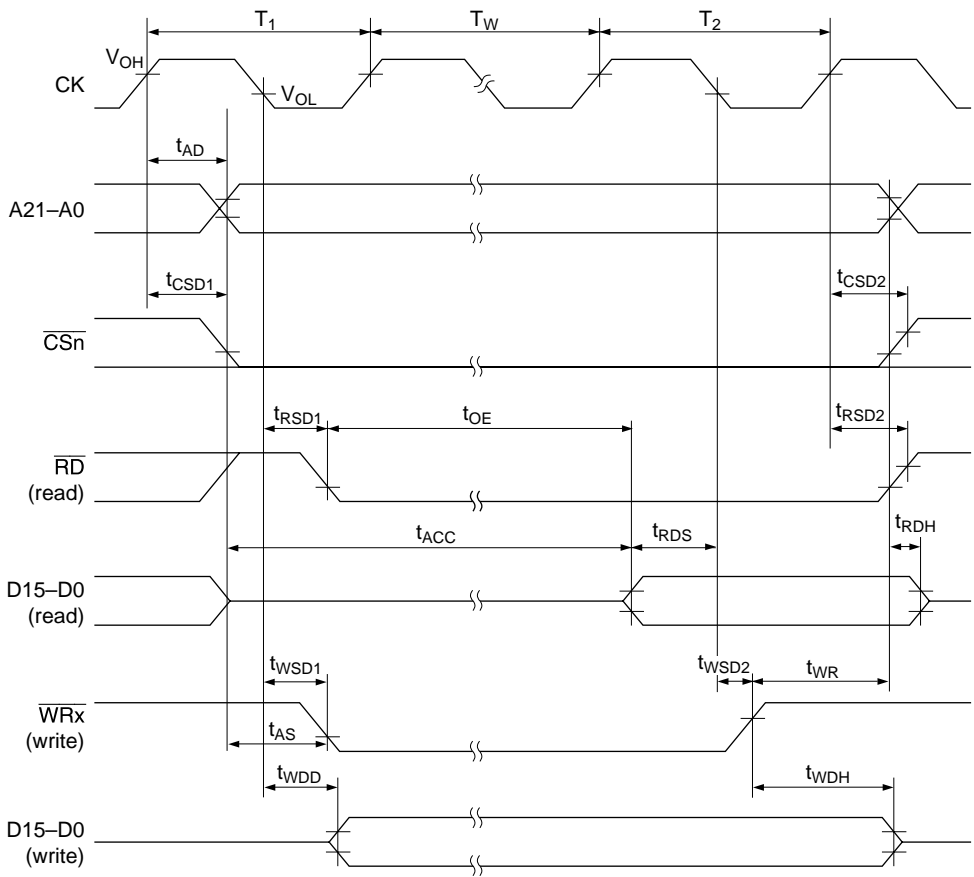 T1 TW T2
VOH
CK
VOL
tAD
A21–A0
tCSD1 tCSD2
CSn
tRSD1 tOE tRSD2
RD
(read)
tACC tRDS tRDH
D15–D0
(read)
tWSD1 tWSD2 tWR
WRx
(write)
tAS
tWDD tWDH
D15–D0
(write)